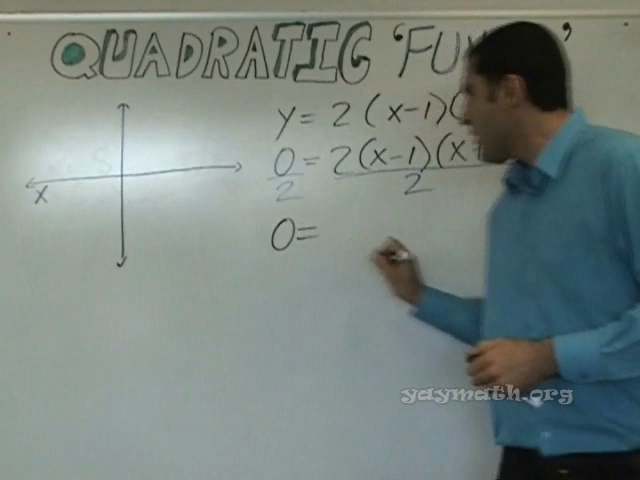 QUADRATIC 'FU
y = 2(x-1)(
0 = 2(x-1)(x+
2 2
0=
x
yaymath.org